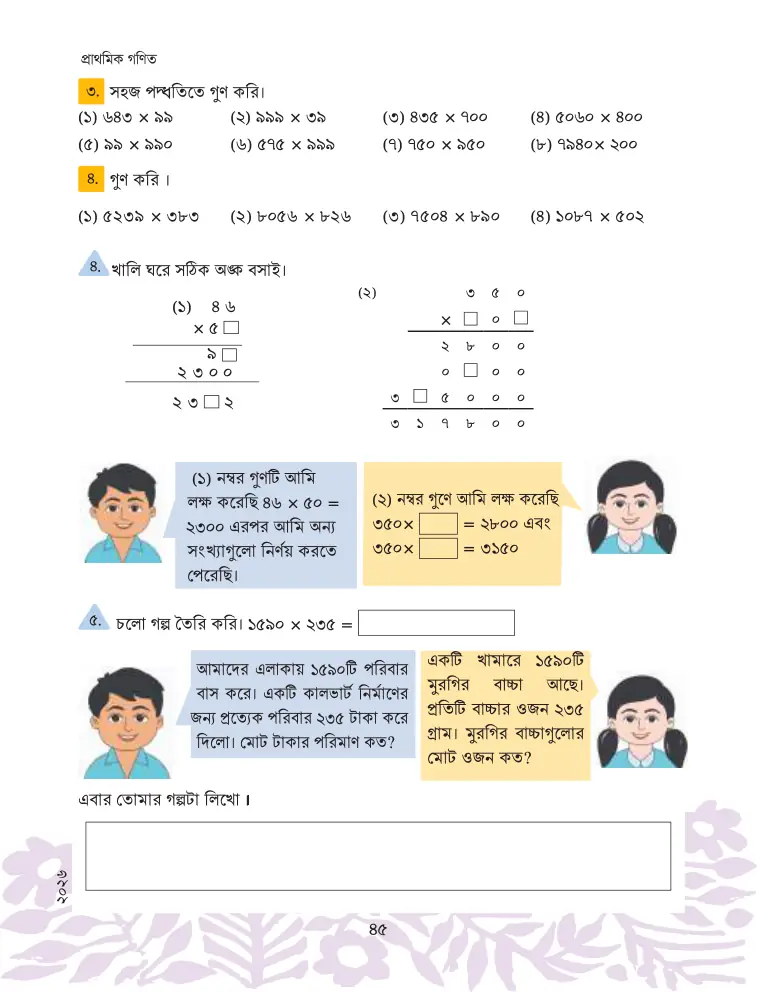 প্রাথমিক গণিত
৩. সহজ পদ্ধতিতে গুণ করি।
(১) ৬৪৩ × ৯৯ (২) ৯৯৯ × ৩৯ (৩) ৪৩৫ × ৭০০ (৪) ৫০৬০ × ৪০০
(৫) ৯৯ × ৯৯০ (৬) ৫৭৫ × ৯৯৯ (৭) ৭৫০ × ৯৫০ (৮) ৭৯৪০× ২০০
৪. গুণ করি ।
(১) ৫২৩৯ × ৩৮৩ (২) ৮০৫৬ × ৮২৬ (৩) ৭৫০৪ × ৮৯০ (৪) ১০৮৭ × ৫০২
৪. খালি ঘরে সঠিক অঙ্ক বসাই।
(১) ৪ ৬
× ৫ □
৯ □
২ ৩ ০ ০
২ ৩ □ ২
(২) ৩ ৫ ০
× □ ০ □
২ ৮ ০ ০
০ □ ০ ০
৩ □ ৫ ০ ০ ০
৩ ১ ৭ ৮ ০ ০
(১) নম্বর গুণটি আমি
লক্ষ করেছি ৪৬ × ৫০ =
২৩০০ এরপর আমি অন্য
সংখ্যাগুলো নির্ণয় করতে
পেরেছি।
(২) নম্বর গুণে আমি লক্ষ করেছি
৩৫০× □ = ২৮০০ এবং
৩৫০× □ = ৩১৫০
৫. চলো গল্প তৈরি করি। ১৫৯০ × ২৩৫ =
আমাদের এলাকায় ১৫৯০টি পরিবার
বাস করে। একটি কালভার্ট নির্মাণের
জন্য প্রত্যেক পরিবার ২৩৫ টাকা করে
দিলো। মোট টাকার পরিমাণ কত?
একটি খামারে ১৫৯০টি
মুরগির বাচ্চা আছে।
প্রতিটি বাচ্চার ওজন ২৩৫
গ্রাম। মুরগির বাচ্চাগুলোর
মোট ওজন কত?
এবার তোমার গল্পটা লিখো ।
২০২৬
৪৫